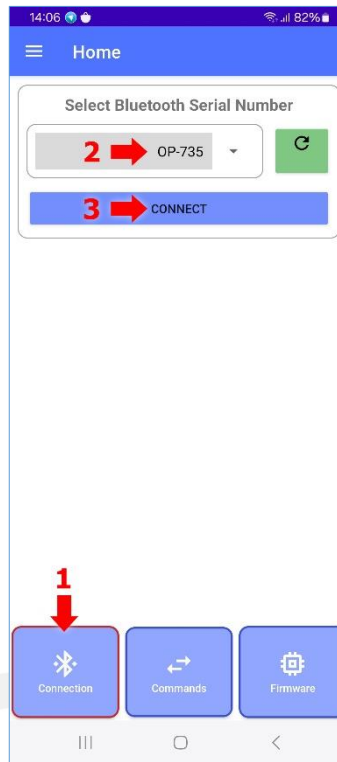 14:06 82%
Home
Select Bluetooth Serial Number
2 OP-735
3 CONNECT
1
Connection Commands Firmware